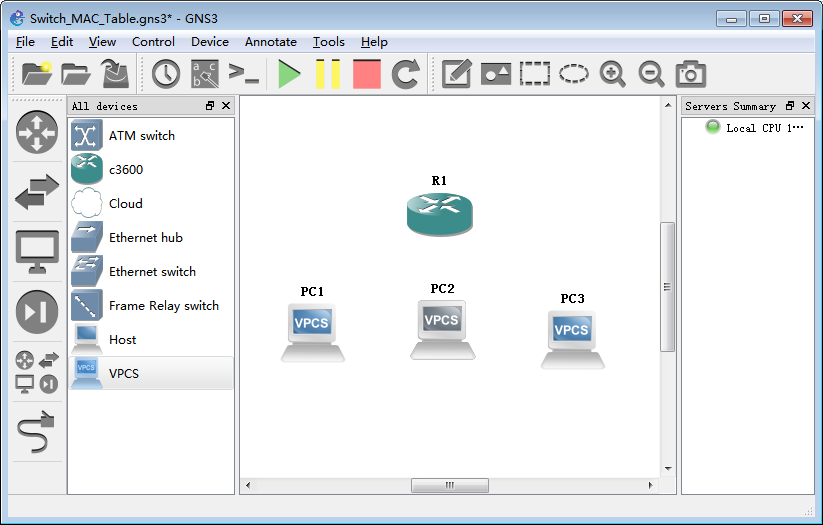 Switch_MAC_Table.gns3* - GNS3
File Edit View Control Device Annotate Tools Help
a c
b
All devices
ATM switch
c3600
Cloud
Ethernet hub
Ethernet switch
Frame Relay switch
Host
VPCS
VPCS
R1
PC1
VPCS
PC2
VPCS
PC3
VPCS
Servers Summary
Local CPU 1...